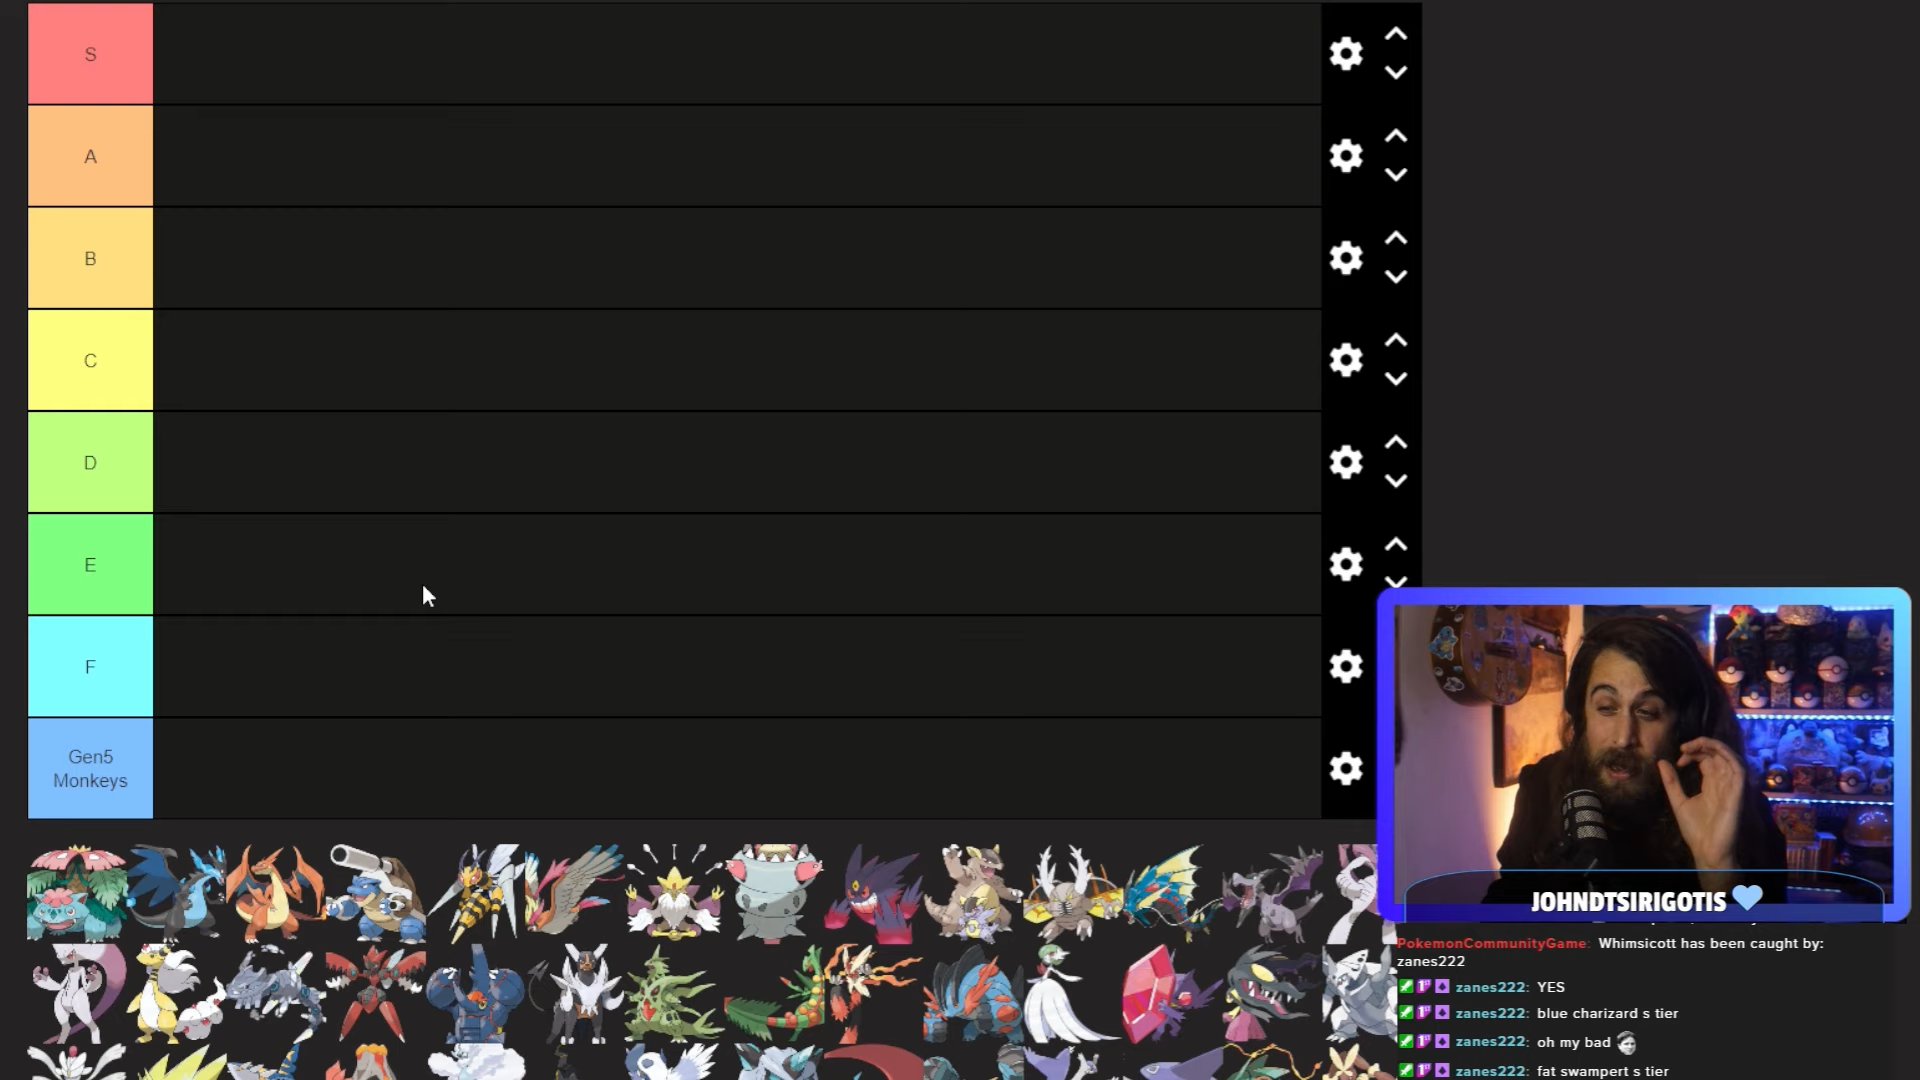 S
A
B
C
D
E
F
Gen5
Monkeys
JOHNDTSIRIGOTIS
PokemonCommunityGame: Whimsicott has been caught by:
zanes222
zanes222: YES
zanes222: blue charizard s tier
zanes222: oh my bad
zanes222: fat swampert s tier